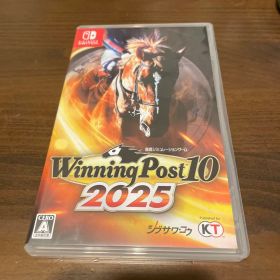 NINTENDO
SWITCH
競馬シミュレーションゲーム
Winning Post 10
2025
CERO
A
シブサワ・コウ
KT